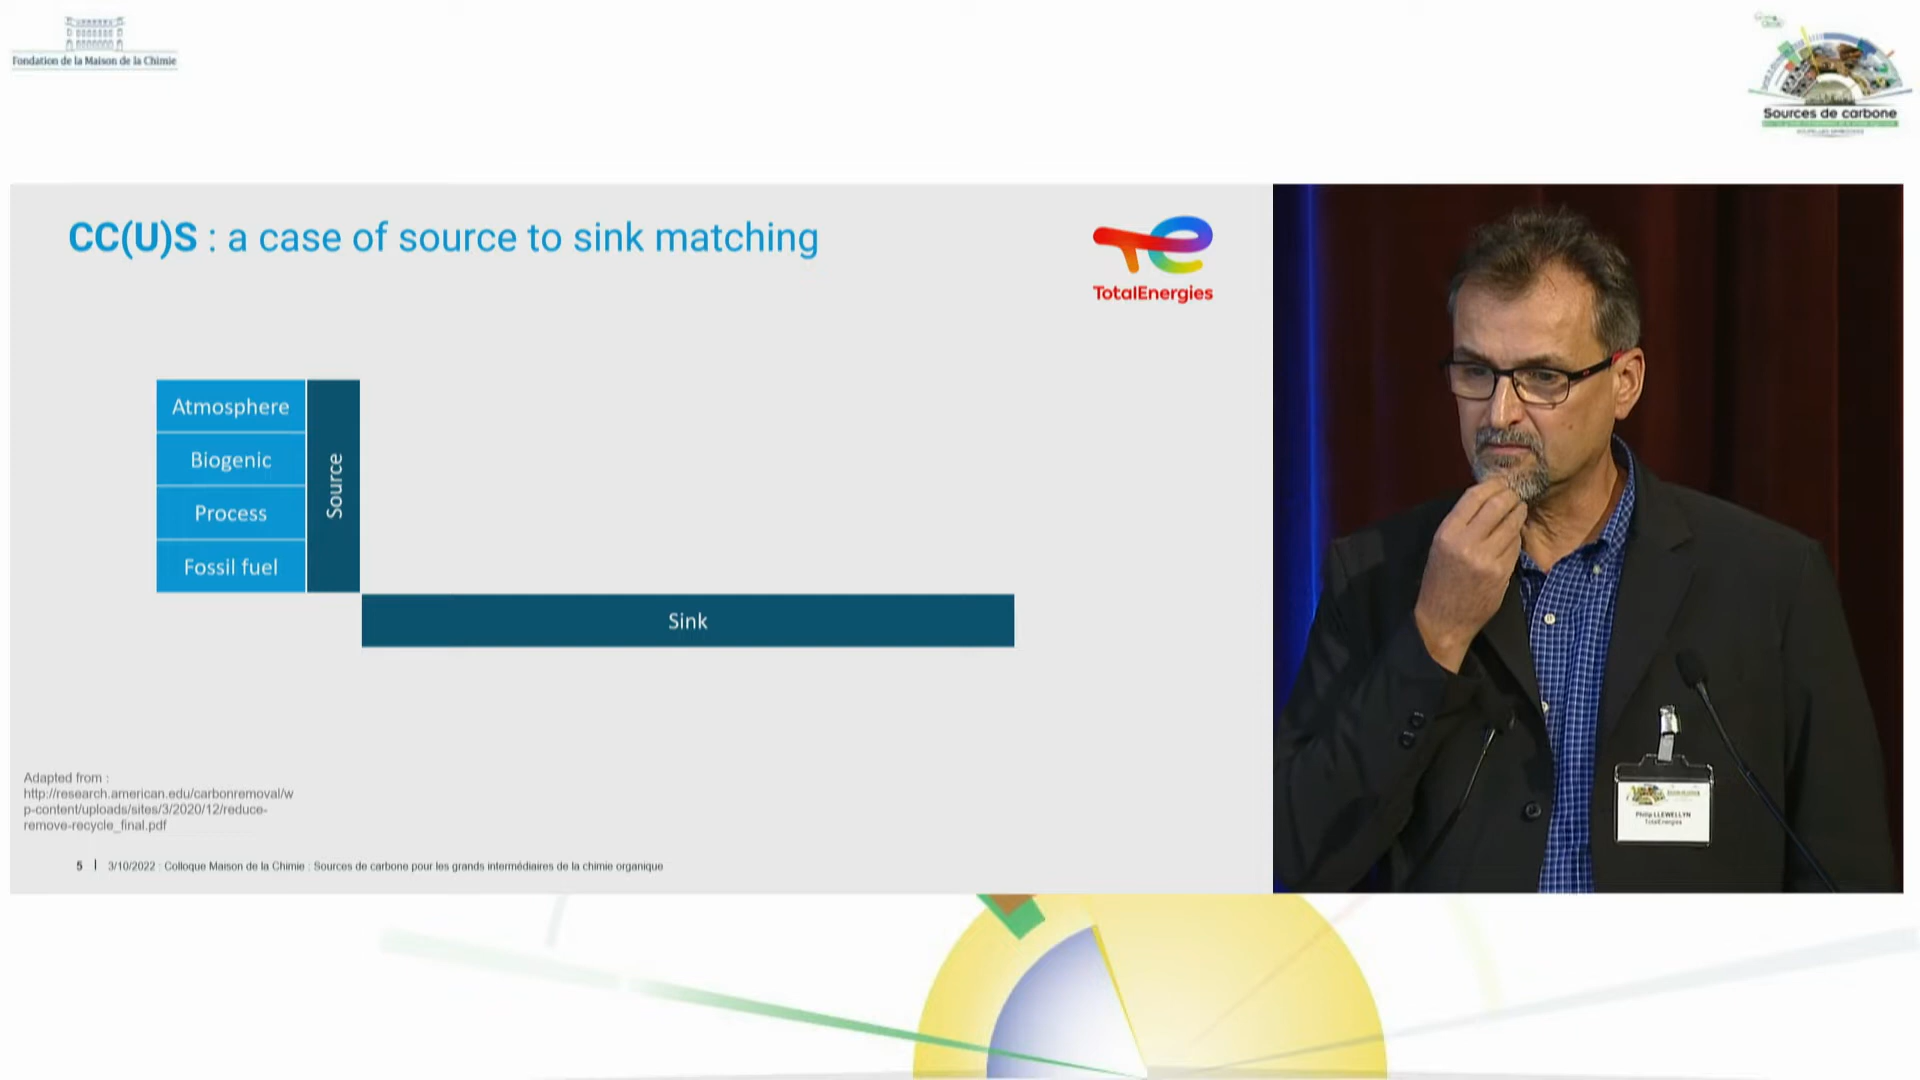 Fondation de la Maison de la Chimie
Sources de carbone
CC(U)S : a case of source to sink matching
TotalEnergies
Atmosphere
Biogenic
Process
Fossil fuel
Source
Sink
Adapted from :
http://research.american.edu/carbonremoval/w
p-content/uploads/sites/3/2020/12/reduce-
remove-recycle_final.pdf
5 | 3/10/2022 : Colloque Maison de la Chimie : Sources de carbone pour les grands intermédiaires de la chimie organique
Philip LLEWELLYN
TotalEnergies